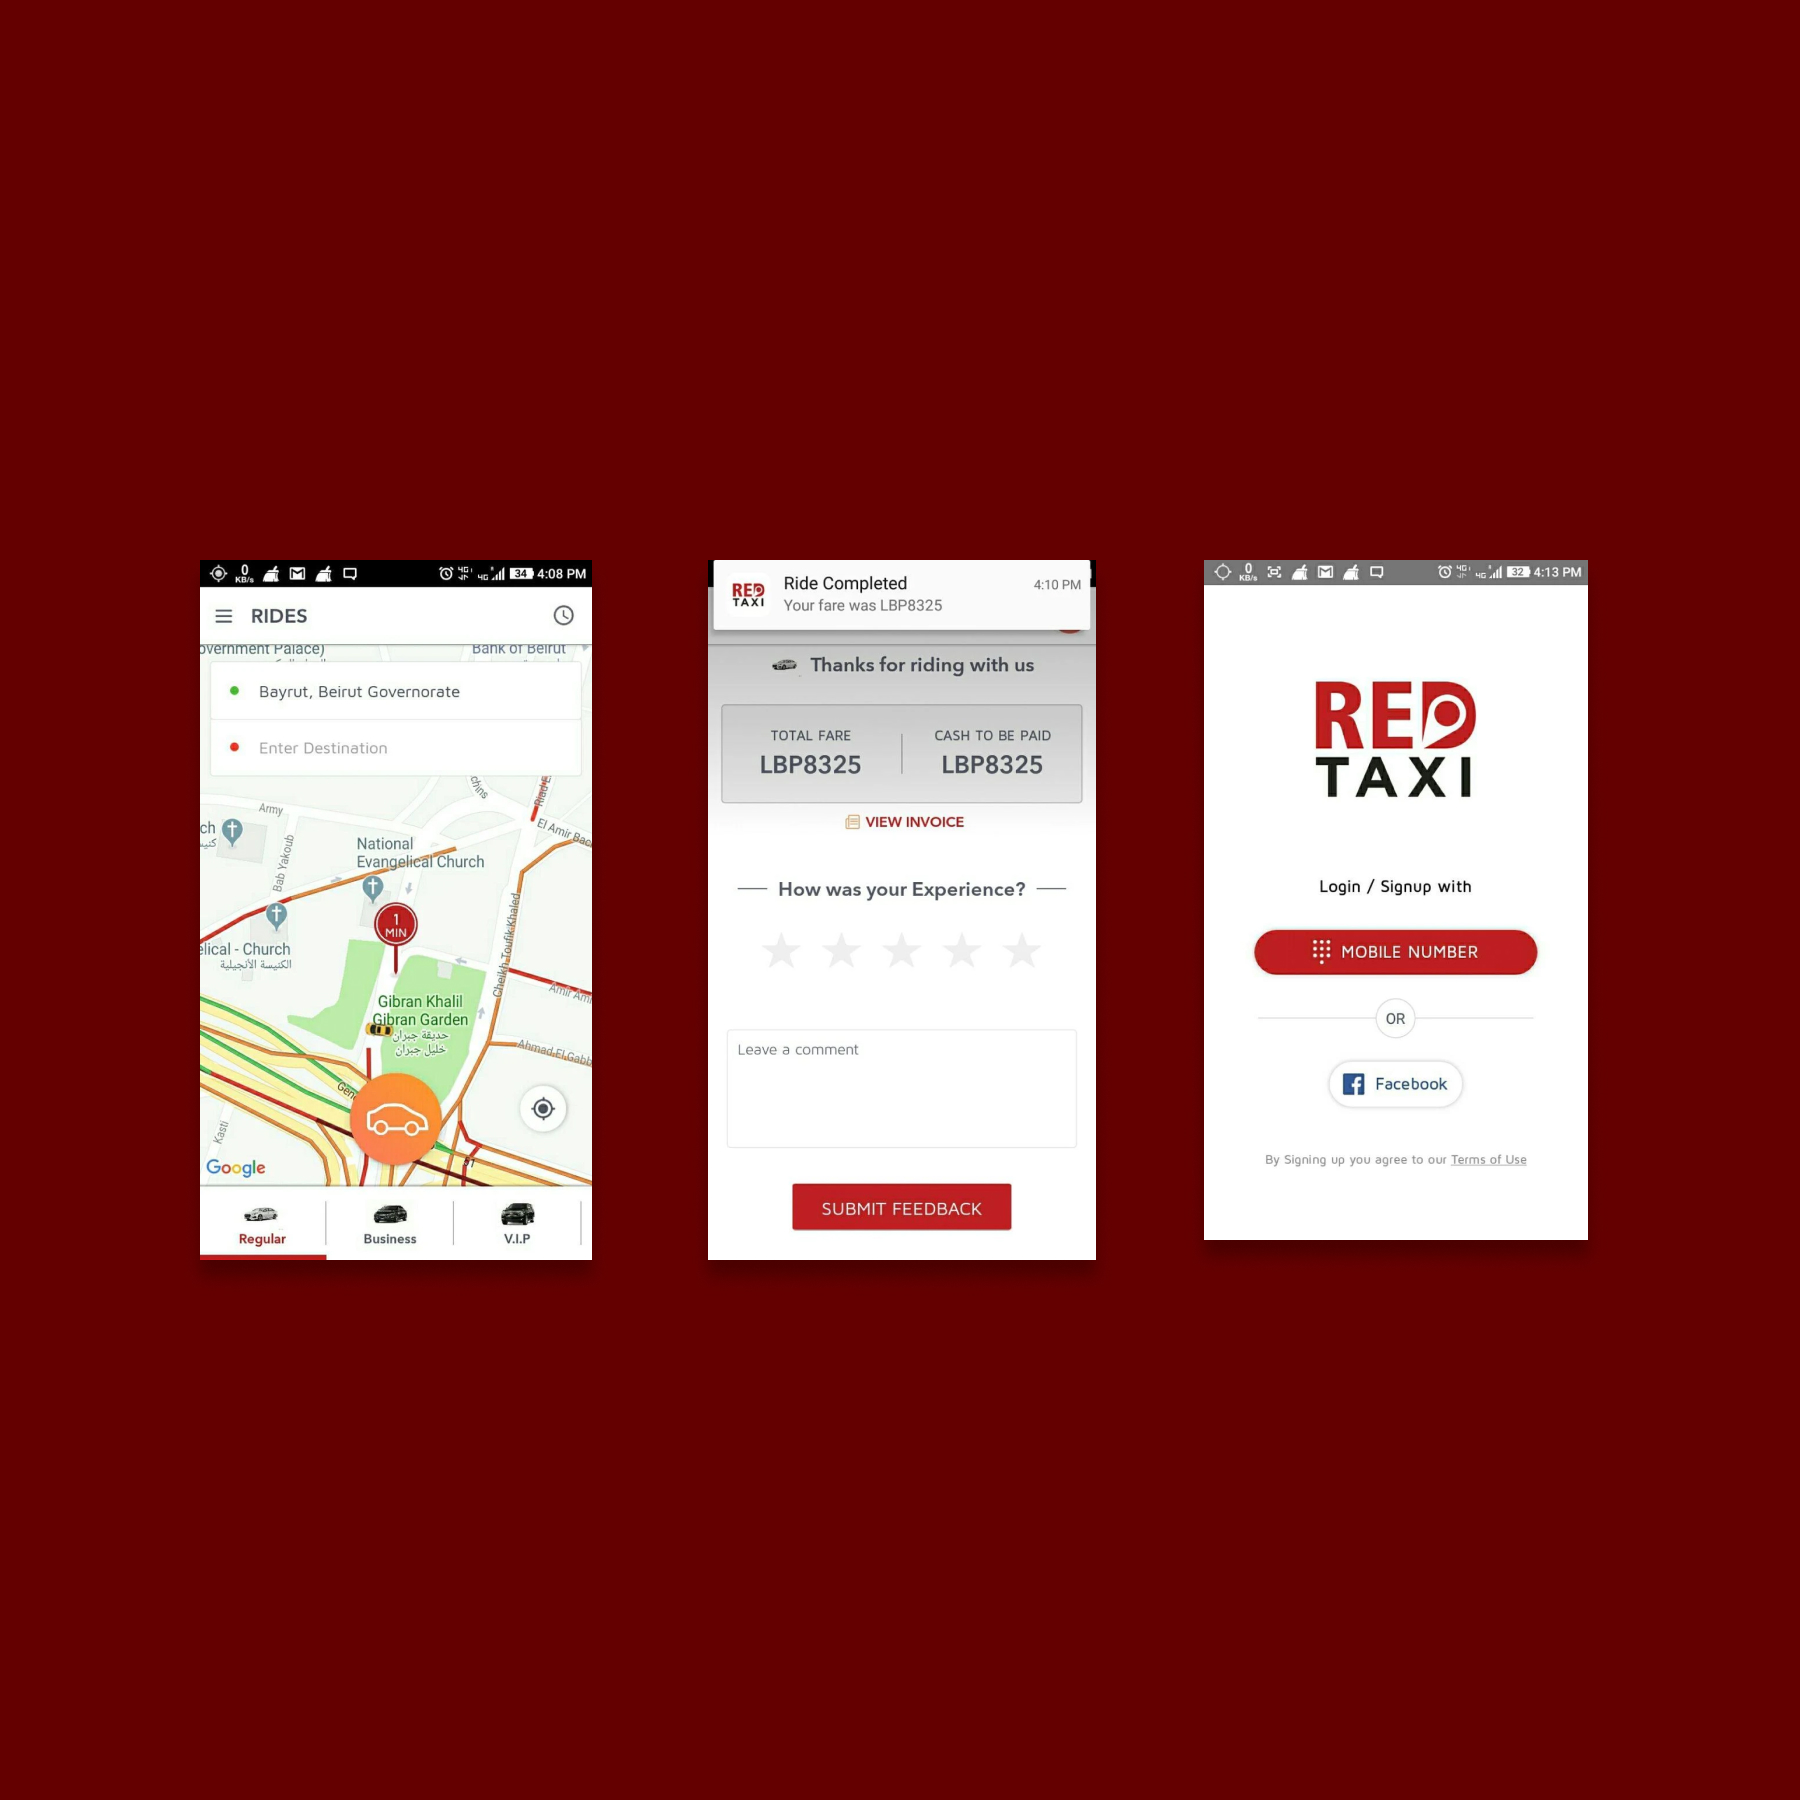 0
KB/s
34
4:08 PM
RIDES
overnment Palace)
Bank of Beirut
Bayrut, Beirut Governorate
Enter Destination
Army
El Amir Bac
ch
Bab Yakoub
National
Evangelical Church
1
MIN
elical - Church
الكنيسة الأنجيلية
Cheikh Toufik Khaled
Amir Ami
Gibran Khalil
Gibran Garden
حديقة جبران
خليل جبران
Ahmad El Gabb
Kasti
51
Google
Regular
Business
V.I.P
RED
TAXI
Ride Completed
4:10 PM
Your fare was LBP8325
Thanks for riding with us
TOTAL FARE
CASH TO BE PAID
LBP8325
LBP8325
VIEW INVOICE
How was your Experience?
Leave a comment
SUBMIT FEEDBACK
0
KB/s
4G
32
4:13 PM
RED
TAXI
Login / Signup with
MOBILE NUMBER
OR
Facebook
By Signing up you agree to our Terms of Use